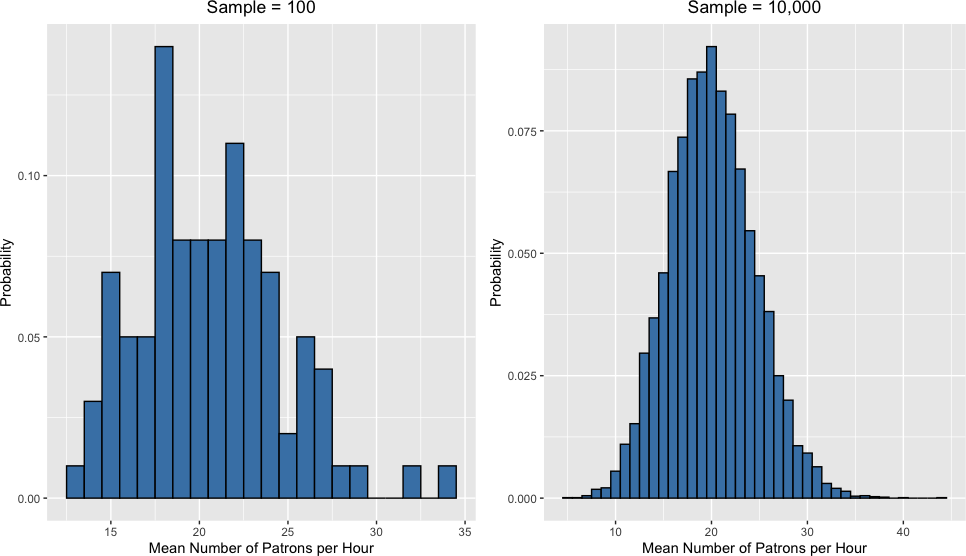 Sample = 100
Probability
0.10
0.05
0.00
15 20 25 30 35
Mean Number of Patrons per Hour
Sample = 10,000
Probability
0.075
0.050
0.025
0.000
10 20 30 40
Mean Number of Patrons per Hour